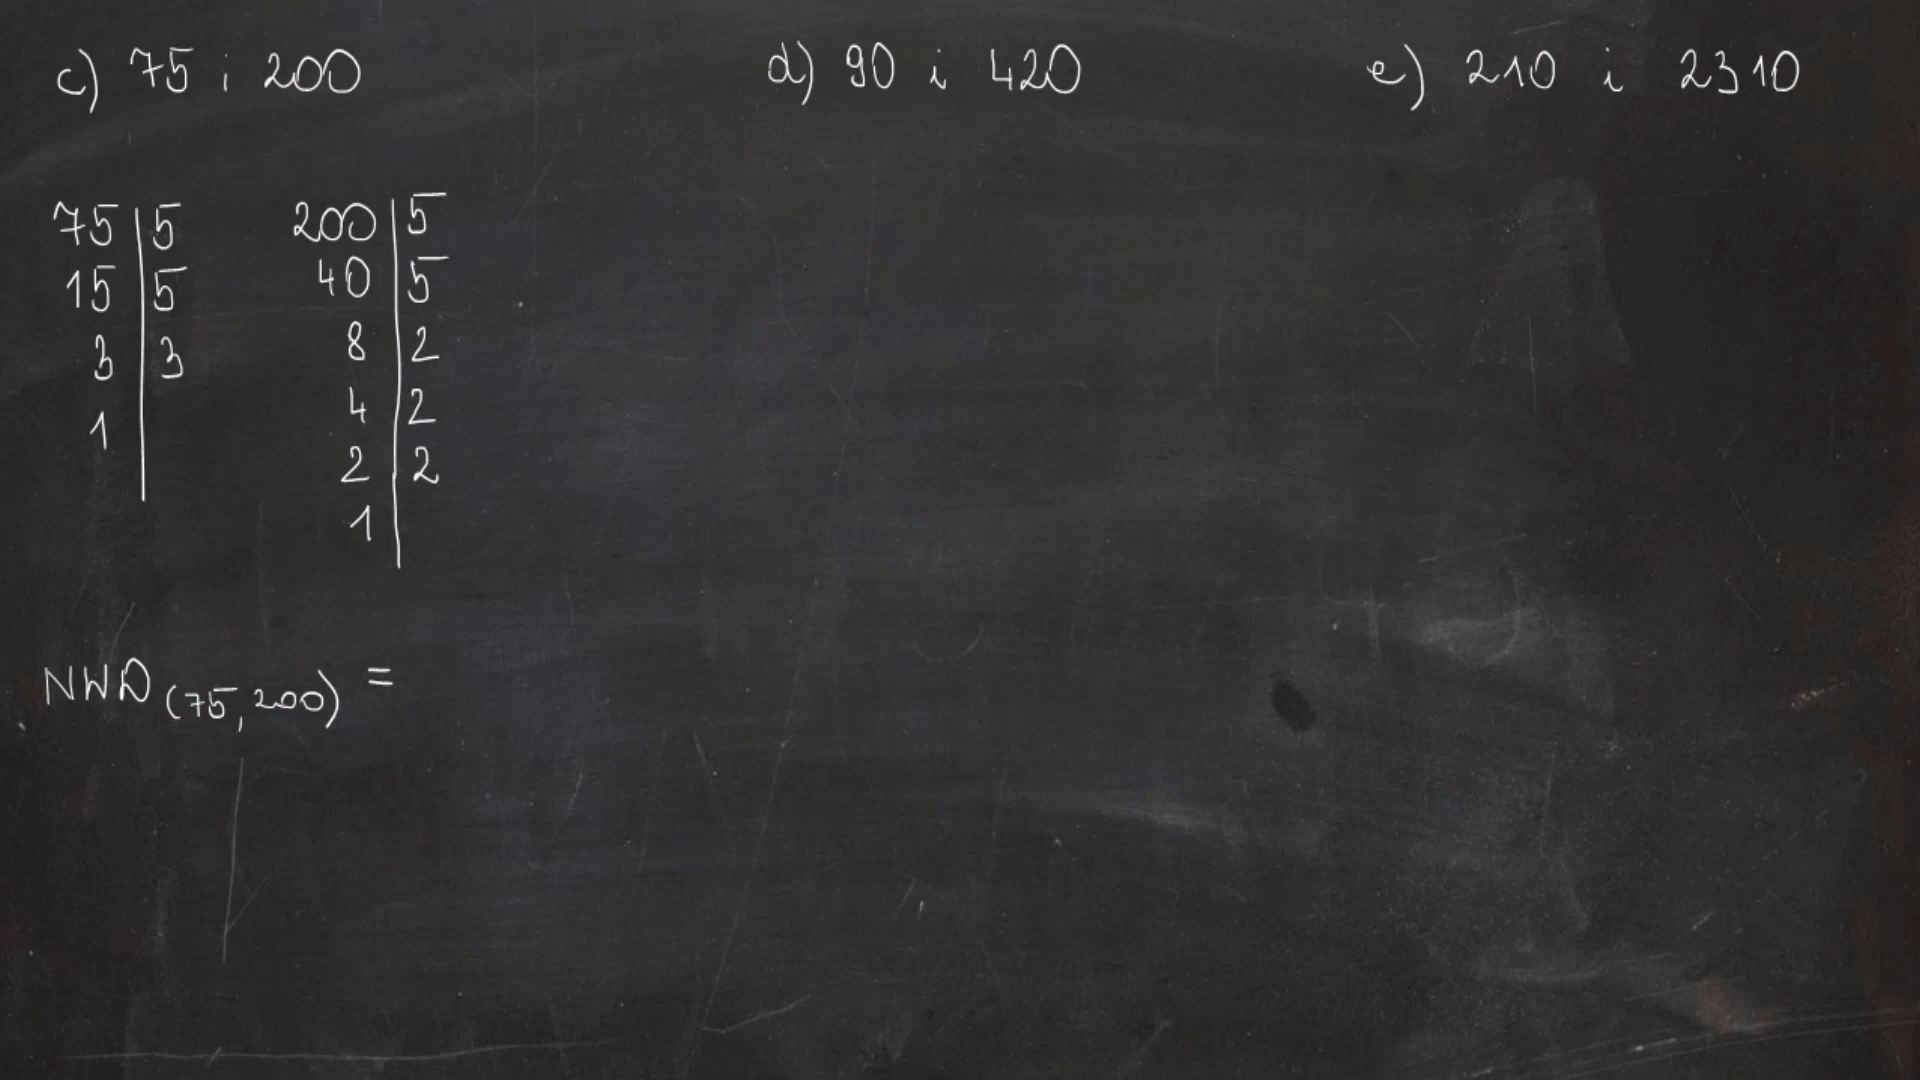 c) 75 i 200
d) 90 i 420
e) 210 i 2310
75 | 5
15 | 5
3 | 3
1 |
200 | 5
40 | 5
8 | 2
4 | 2
2 | 2
1 |
NWD(75, 200) =